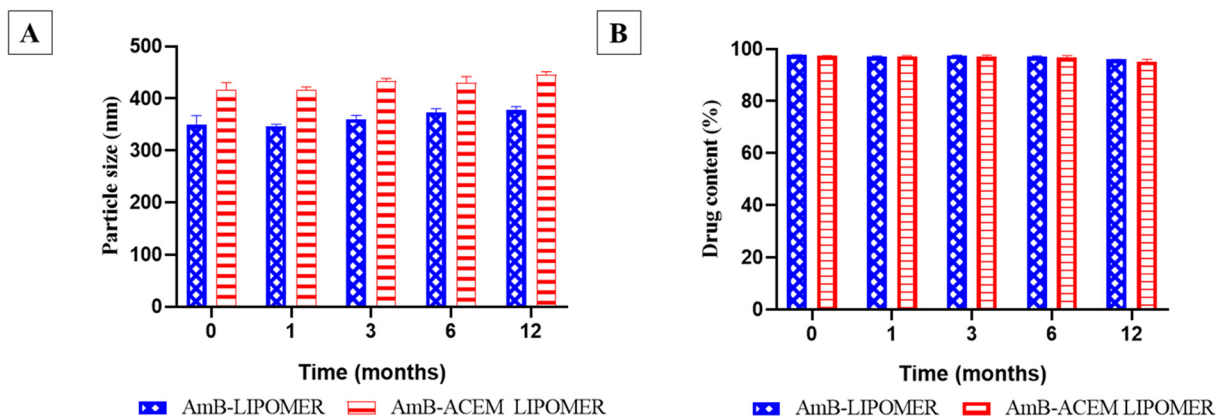 A
Particle size (nm)
500
400
300
200
100
0
0 1 3 6 12
Time (months)
AmB-LIPOMER AmB-ACEM LIPOMER
B
Drug content (%)
100
80
60
40
20
0
0 1 3 6 12
Time (months)
AmB-LIPOMER AmB-ACEM LIPOMER